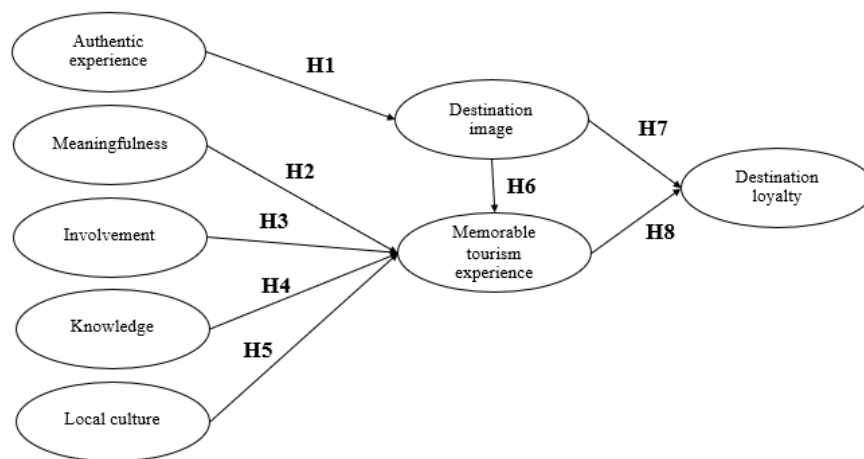 Authentic
experience
H1
Destination
image
Meaningfulness
H2
H7
H6
Destination
loyalty
Involvement
H3
Memorable
tourism
experience
H8
Knowledge
H4
H5
Local culture